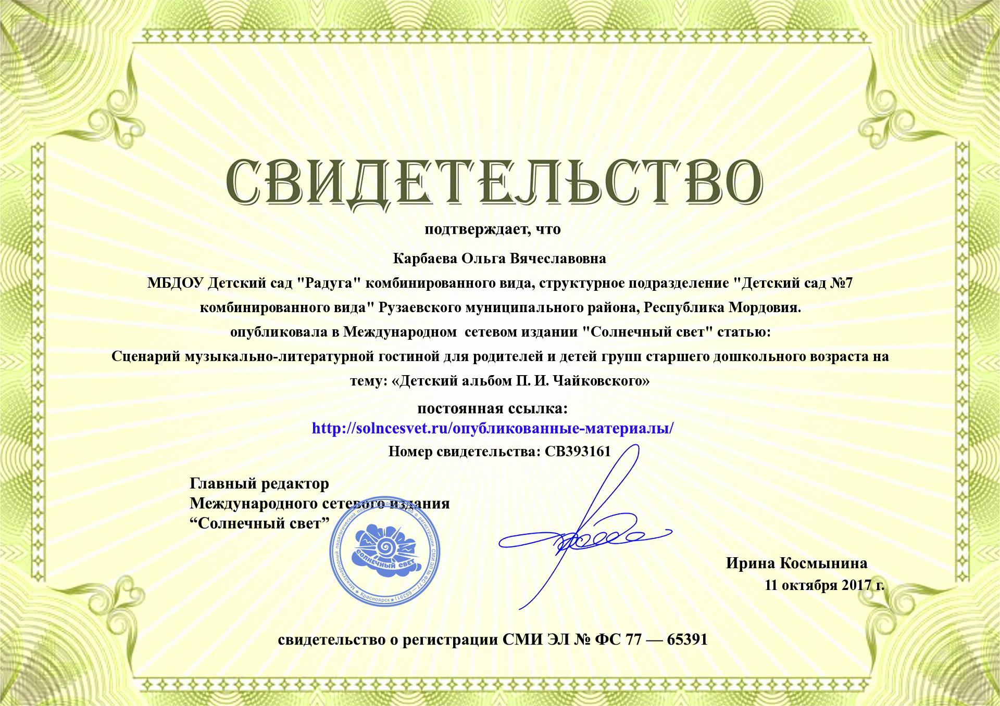 СВИДЕТЕЛЬСТВО
подтверждает, что
Карбаева Ольга Вячеславовна
МБДОУ Детский сад "Радуга" комбинированного вида, структурное подразделение "Детский сад №7
комбинированного вида" Рузаевского муниципального района, Республика Мордовия.
опубликовала в Международном  сетевом издании "Солнечный свет" статью:
Сценарий музыкально-литературной гостиной для родителей и детей групп старшего дошкольного возраста на
тему: «Детский альбом П. И. Чайковского»
постоянная ссылка:
http://solncesvet.ru/опубликованные-материалы/
Номер свидетельства: СВ393161
Главный редактор
Международного сетевого издания
“Солнечный свет”
СОЛНЕЧНЫЙ СВЕТ
Международный педагогический о регистрации СМИ ЭЛ № ФС 77 — 65391) ★ Красноярск ★
Ирина Космынина
11 октября 2017 г.
свидетельство о регистрации СМИ ЭЛ № ФС 77 — 65391